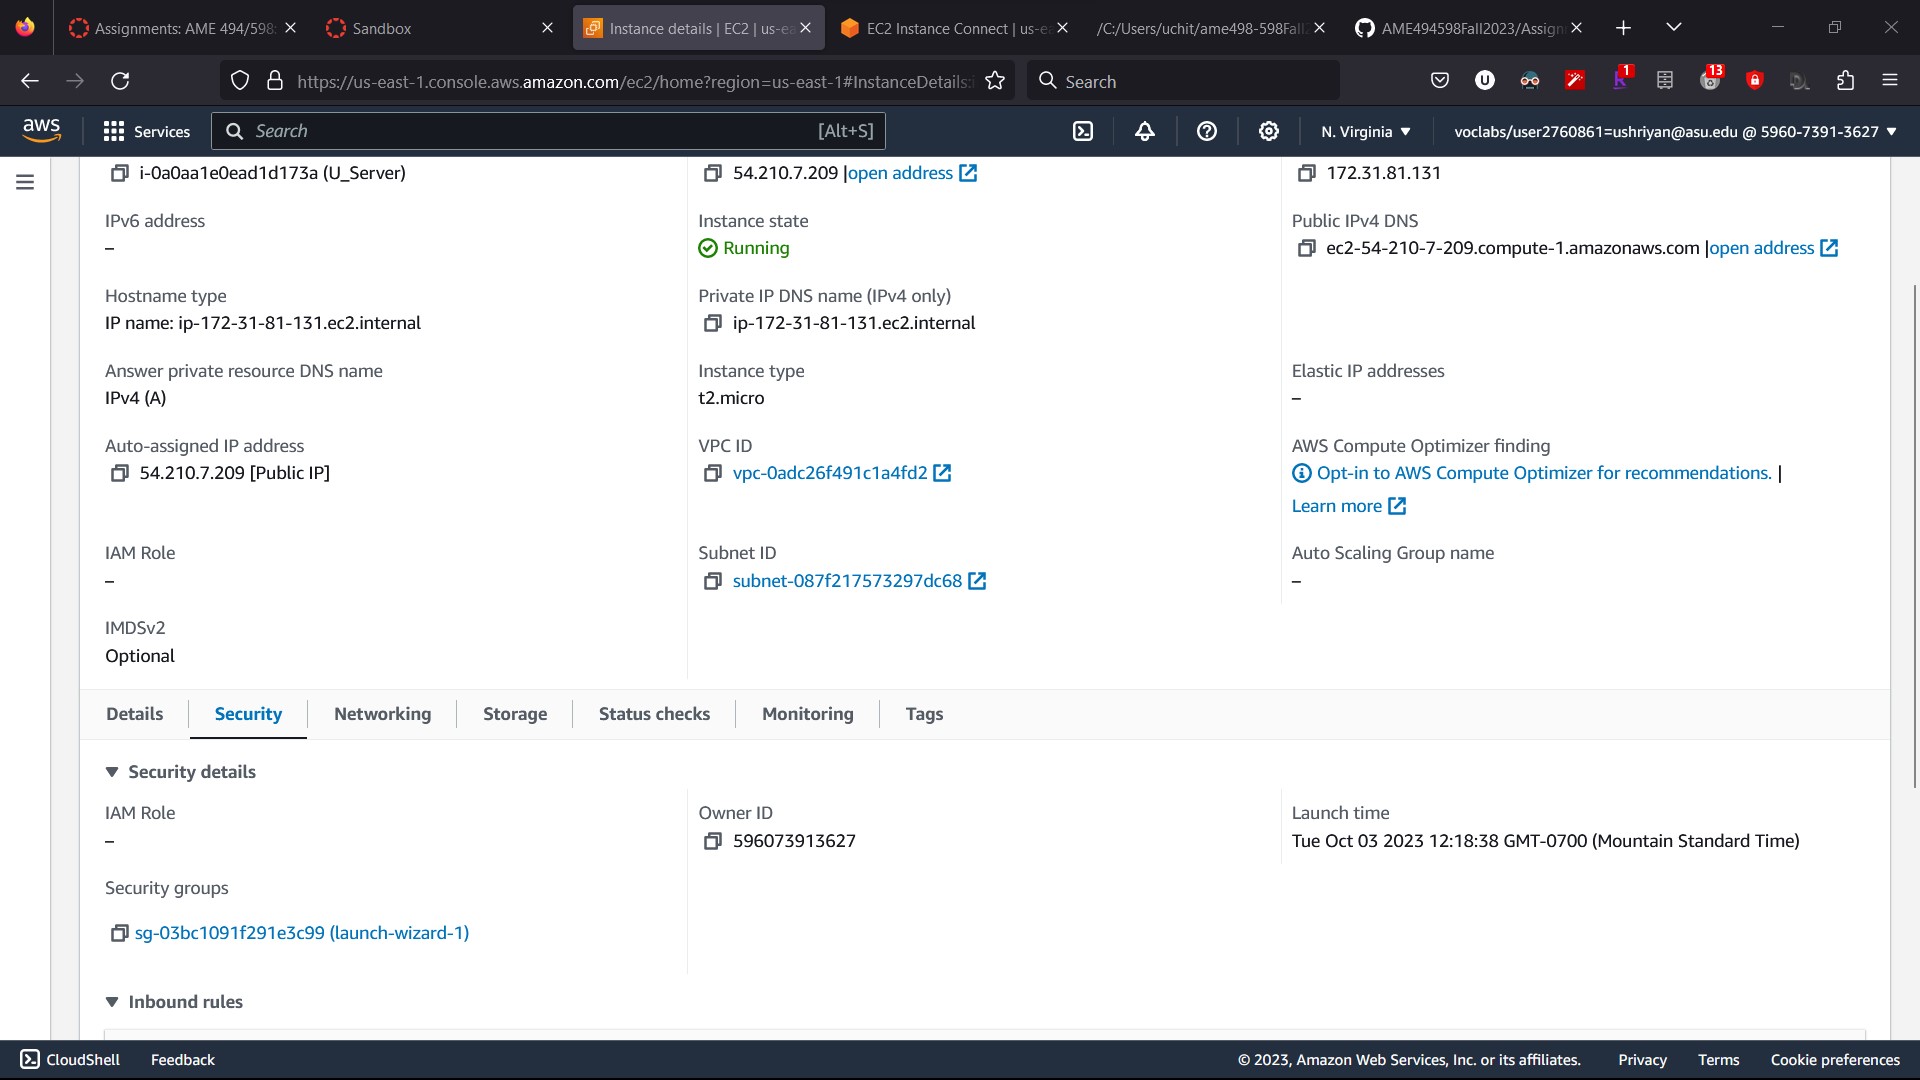 Assignments: AME 494/598:
Sandbox
Instance details | EC2 | us-ea
EC2 Instance Connect | us-e
/C:/Users/uchit/ame498-598Fall
AME494598Fall2023/Assign
https://us-east-1.console.aws.amazon.com/ec2/home?region=us-east-1#InstanceDetails:
Search
1
13
aws
Services
Search
[Alt+S]
N. Virginia
voclabs/user2760861=ushriyan@asu.edu @ 5960-7391-3627
i-0a0aa1e0ead1d173a (U_Server)
54.210.7.209 |open address
172.31.81.131
IPv6 address
–
Instance state
Running
Public IPv4 DNS
ec2-54-210-7-209.compute-1.amazonaws.com |open address
Hostname type
IP name: ip-172-31-81-131.ec2.internal
Private IP DNS name (IPv4 only)
ip-172-31-81-131.ec2.internal
Answer private resource DNS name
IPv4 (A)
Instance type
t2.micro
Elastic IP addresses
–
Auto-assigned IP address
54.210.7.209 [Public IP]
VPC ID
vpc-0adc26f491c1a4fd2
AWS Compute Optimizer finding
Opt-in to AWS Compute Optimizer for recommendations. |
Learn more
IAM Role
–
Subnet ID
subnet-087f217573297dc68
Auto Scaling Group name
–
IMDSv2
Optional
Details
Security
Networking
Storage
Status checks
Monitoring
Tags
Security details
IAM Role
–
Owner ID
596073913627
Launch time
Tue Oct 03 2023 12:18:38 GMT-0700 (Mountain Standard Time)
Security groups
sg-03bc1091f291e3c99 (launch-wizard-1)
Inbound rules
CloudShell
Feedback
© 2023, Amazon Web Services, Inc. or its affiliates.
Privacy
Terms
Cookie preferences